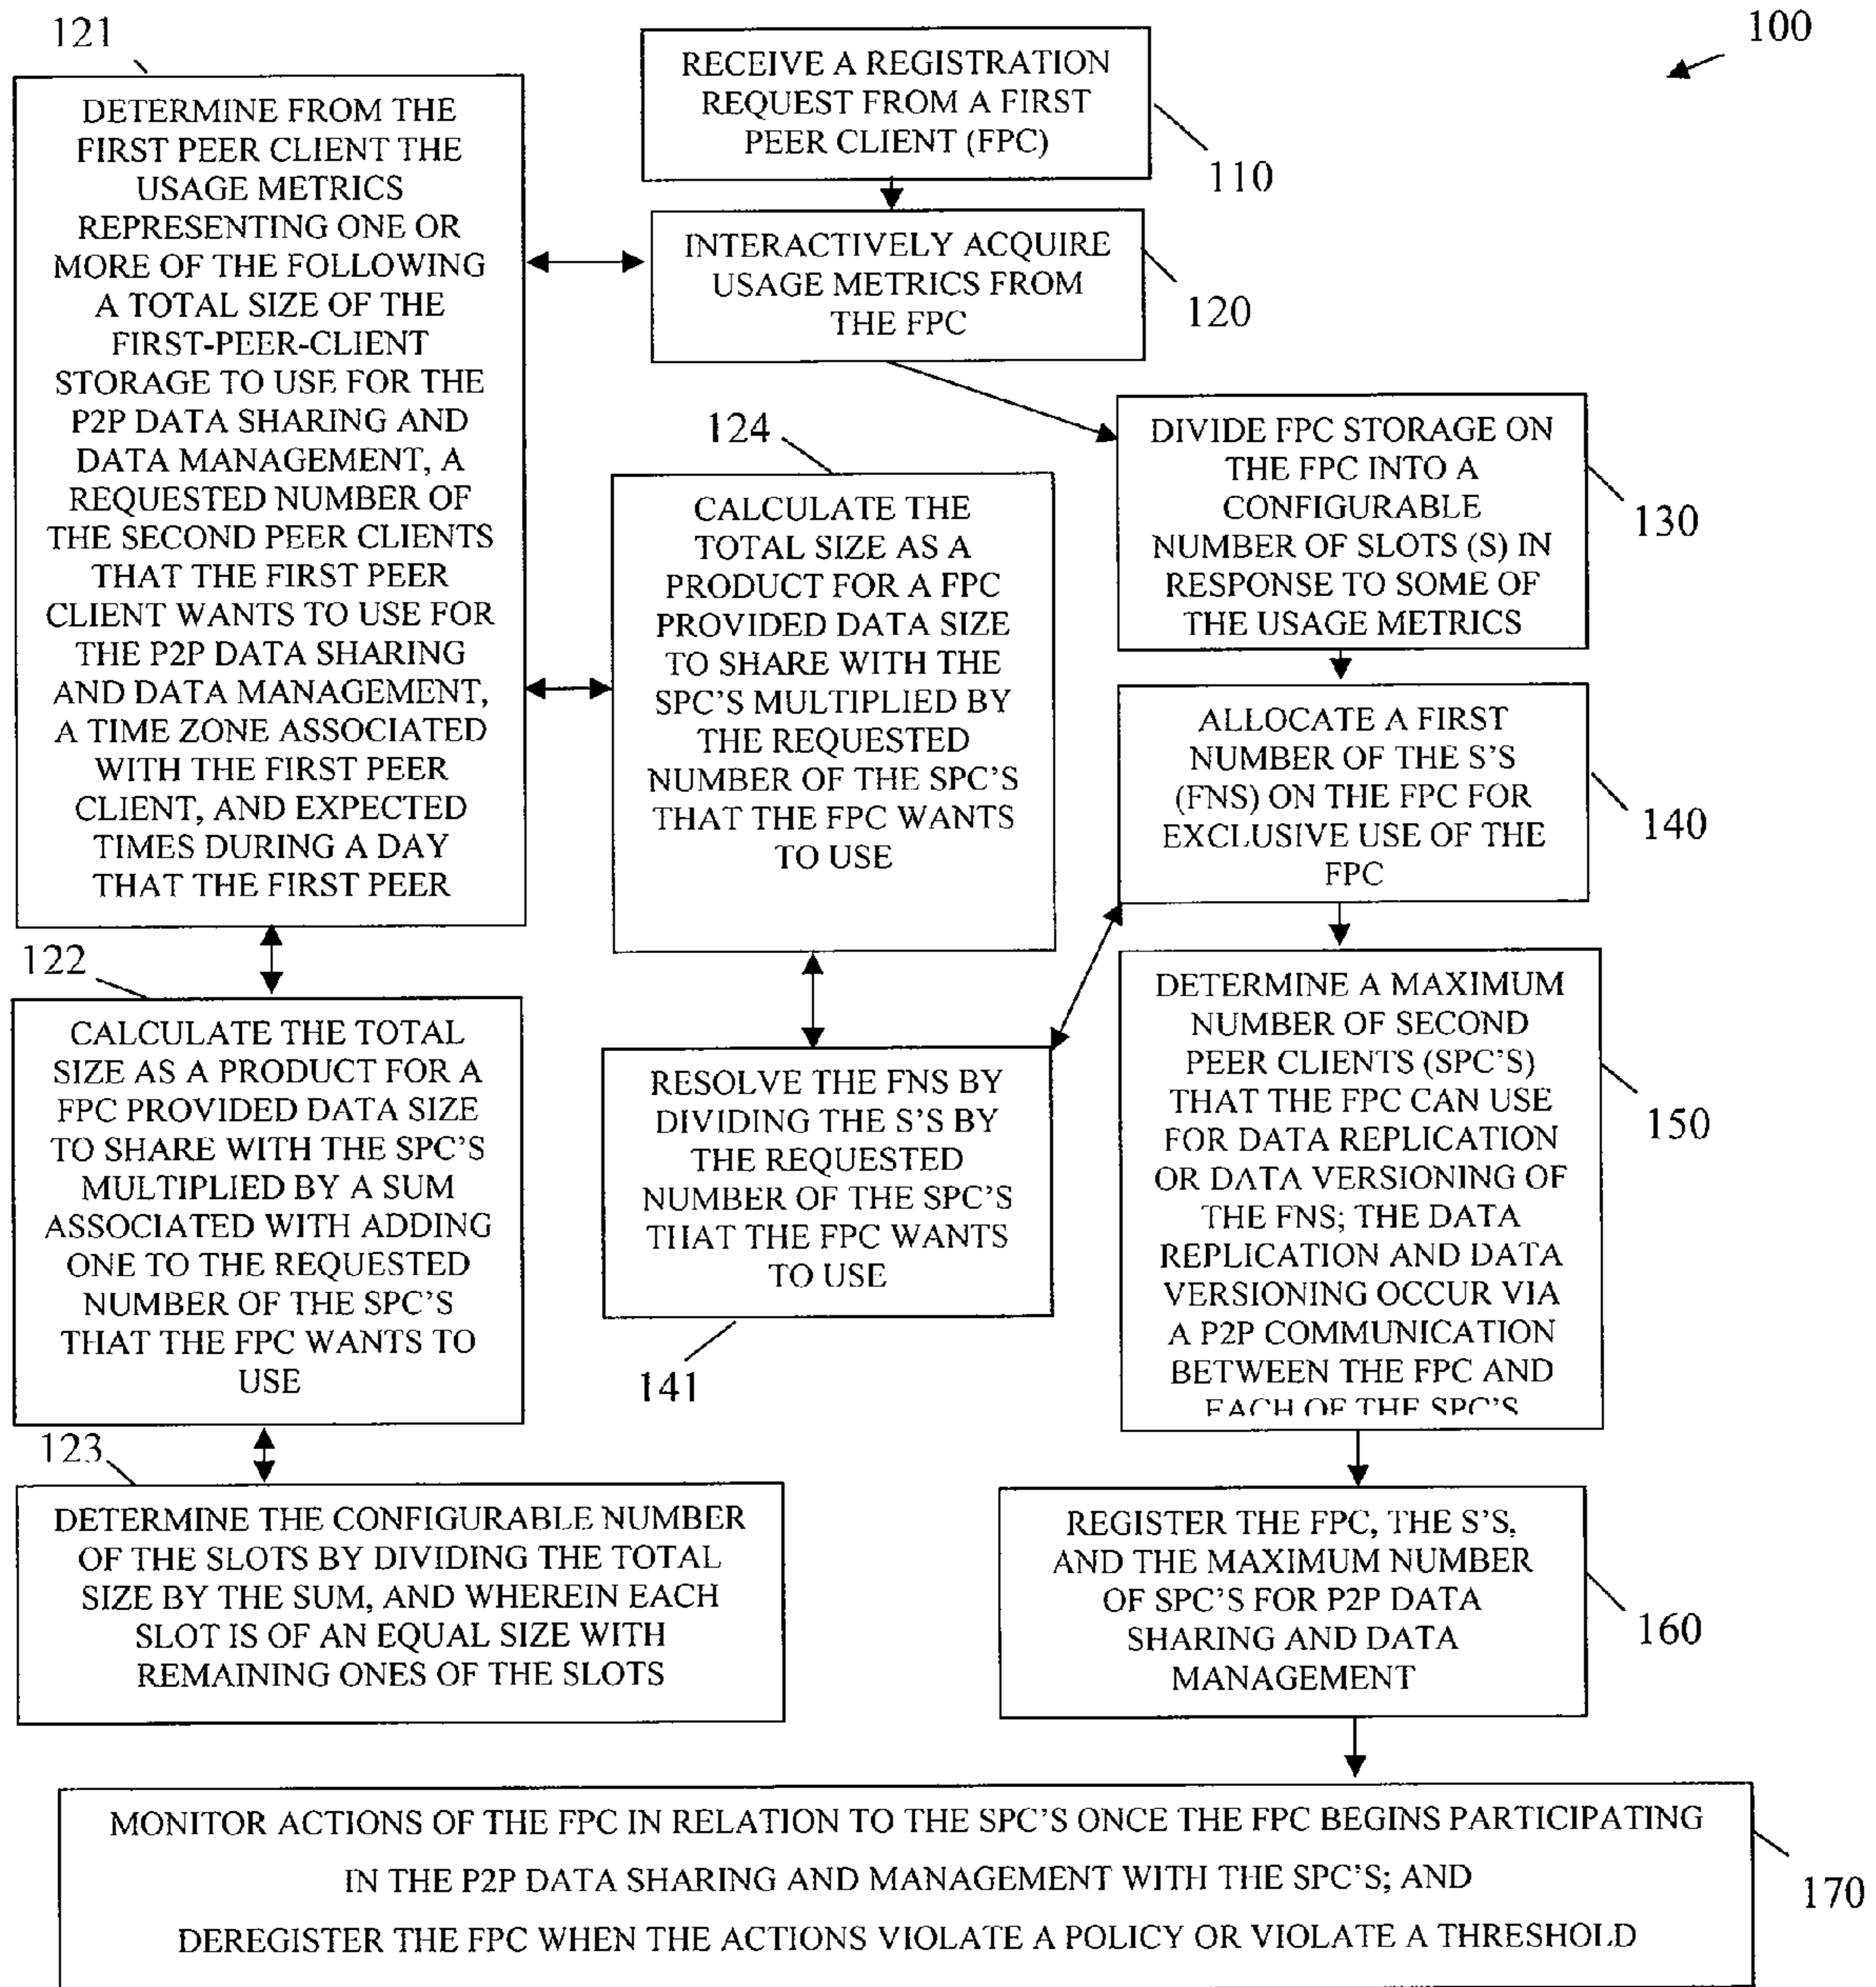 100
121
DETERMINE FROM THE
FIRST PEER CLIENT THE
USAGE METRICS
REPRESENTING ONE OR
MORE OF THE FOLLOWING
A TOTAL SIZE OF THE
FIRST-PEER-CLIENT
STORAGE TO USE FOR THE
P2P DATA SHARING AND
DATA MANAGEMENT, A
REQUESTED NUMBER OF
THE SECOND PEER CLIENTS
THAT THE FIRST PEER
CLIENT WANTS TO USE FOR
THE P2P DATA SHARING
AND DATA MANAGEMENT,
A TIME ZONE ASSOCIATED
WITH THE FIRST PEER
CLIENT, AND EXPECTED
TIMES DURING A DAY
THAT THE FIRST PEER
RECEIVE A REGISTRATION
REQUEST FROM A FIRST
PEER CLIENT (FPC)
110
INTERACTIVELY ACQUIRE
USAGE METRICS FROM
THE FPC
120
124
CALCULATE THE
TOTAL SIZE AS A
PRODUCT FOR A FPC
PROVIDED DATA SIZE
TO SHARE WITH THE
SPC'S MULTIPLIED BY
THE REQUESTED
NUMBER OF THE SPC'S
THAT THE FPC WANTS
TO USE
DIVIDE FPC STORAGE ON
THE FPC INTO A
CONFIGURABLE
NUMBER OF SLOTS (S) IN
RESPONSE TO SOME OF
THE USAGE METRICS
130
ALLOCATE A FIRST
NUMBER OF THE S'S
(FNS) ON THE FPC FOR
EXCLUSIVE USE OF THE
FPC
140
122
CALCULATE THE TOTAL
SIZE AS A PRODUCT FOR A
FPC PROVIDED DATA SIZE
TO SHARE WITH THE SPC'S
MULTIPLIED BY A SUM
ASSOCIATED WITH ADDING
ONE TO THE REQUESTED
NUMBER OF THE SPC'S
THAT THE FPC WANTS TO
USE
RESOLVE THE FNS BY
DIVIDING THE S'S BY
THE REQUESTED
NUMBER OF THE SPC'S
THAT THE FPC WANTS
TO USE
141
DETERMINE A MAXIMUM
NUMBER OF SECOND
PEER CLIENTS (SPC'S)
THAT THE FPC CAN USE
FOR DATA REPLICATION
OR DATA VERSIONING OF
THE FNS; THE DATA
REPLICATION AND DATA
VERSIONING OCCUR VIA
A P2P COMMUNICATION
BETWEEN THE FPC AND
EACH OF THE SPC'S
150
123
DETERMINE THE CONFIGURABLE NUMBER
OF THE SLOTS BY DIVIDING THE TOTAL
SIZE BY THE SUM, AND WHEREIN EACH
SLOT IS OF AN EQUAL SIZE WITH
REMAINING ONES OF THE SLOTS
REGISTER THE FPC, THE S'S,
AND THE MAXIMUM NUMBER
OF SPC'S FOR P2P DATA
SHARING AND DATA
MANAGEMENT
160
MONITOR ACTIONS OF THE FPC IN RELATION TO THE SPC'S ONCE THE FPC BEGINS PARTICIPATING
IN THE P2P DATA SHARING AND MANAGEMENT WITH THE SPC'S; AND
DEREGISTER THE FPC WHEN THE ACTIONS VIOLATE A POLICY OR VIOLATE A THRESHOLD
170